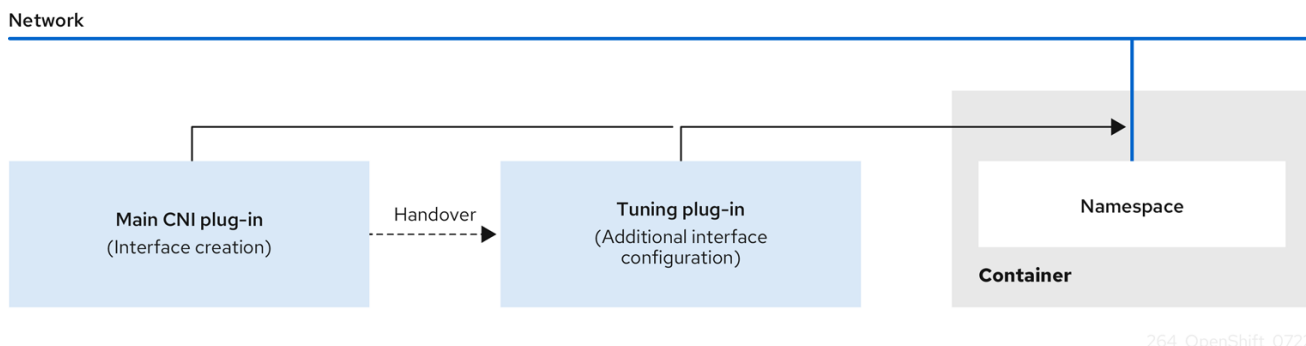 Network
Main CNI plug-in
(Interface creation)
Handover
Tuning plug-in
(Additional interface
configuration)
Namespace
Container
264_OpenShift_072